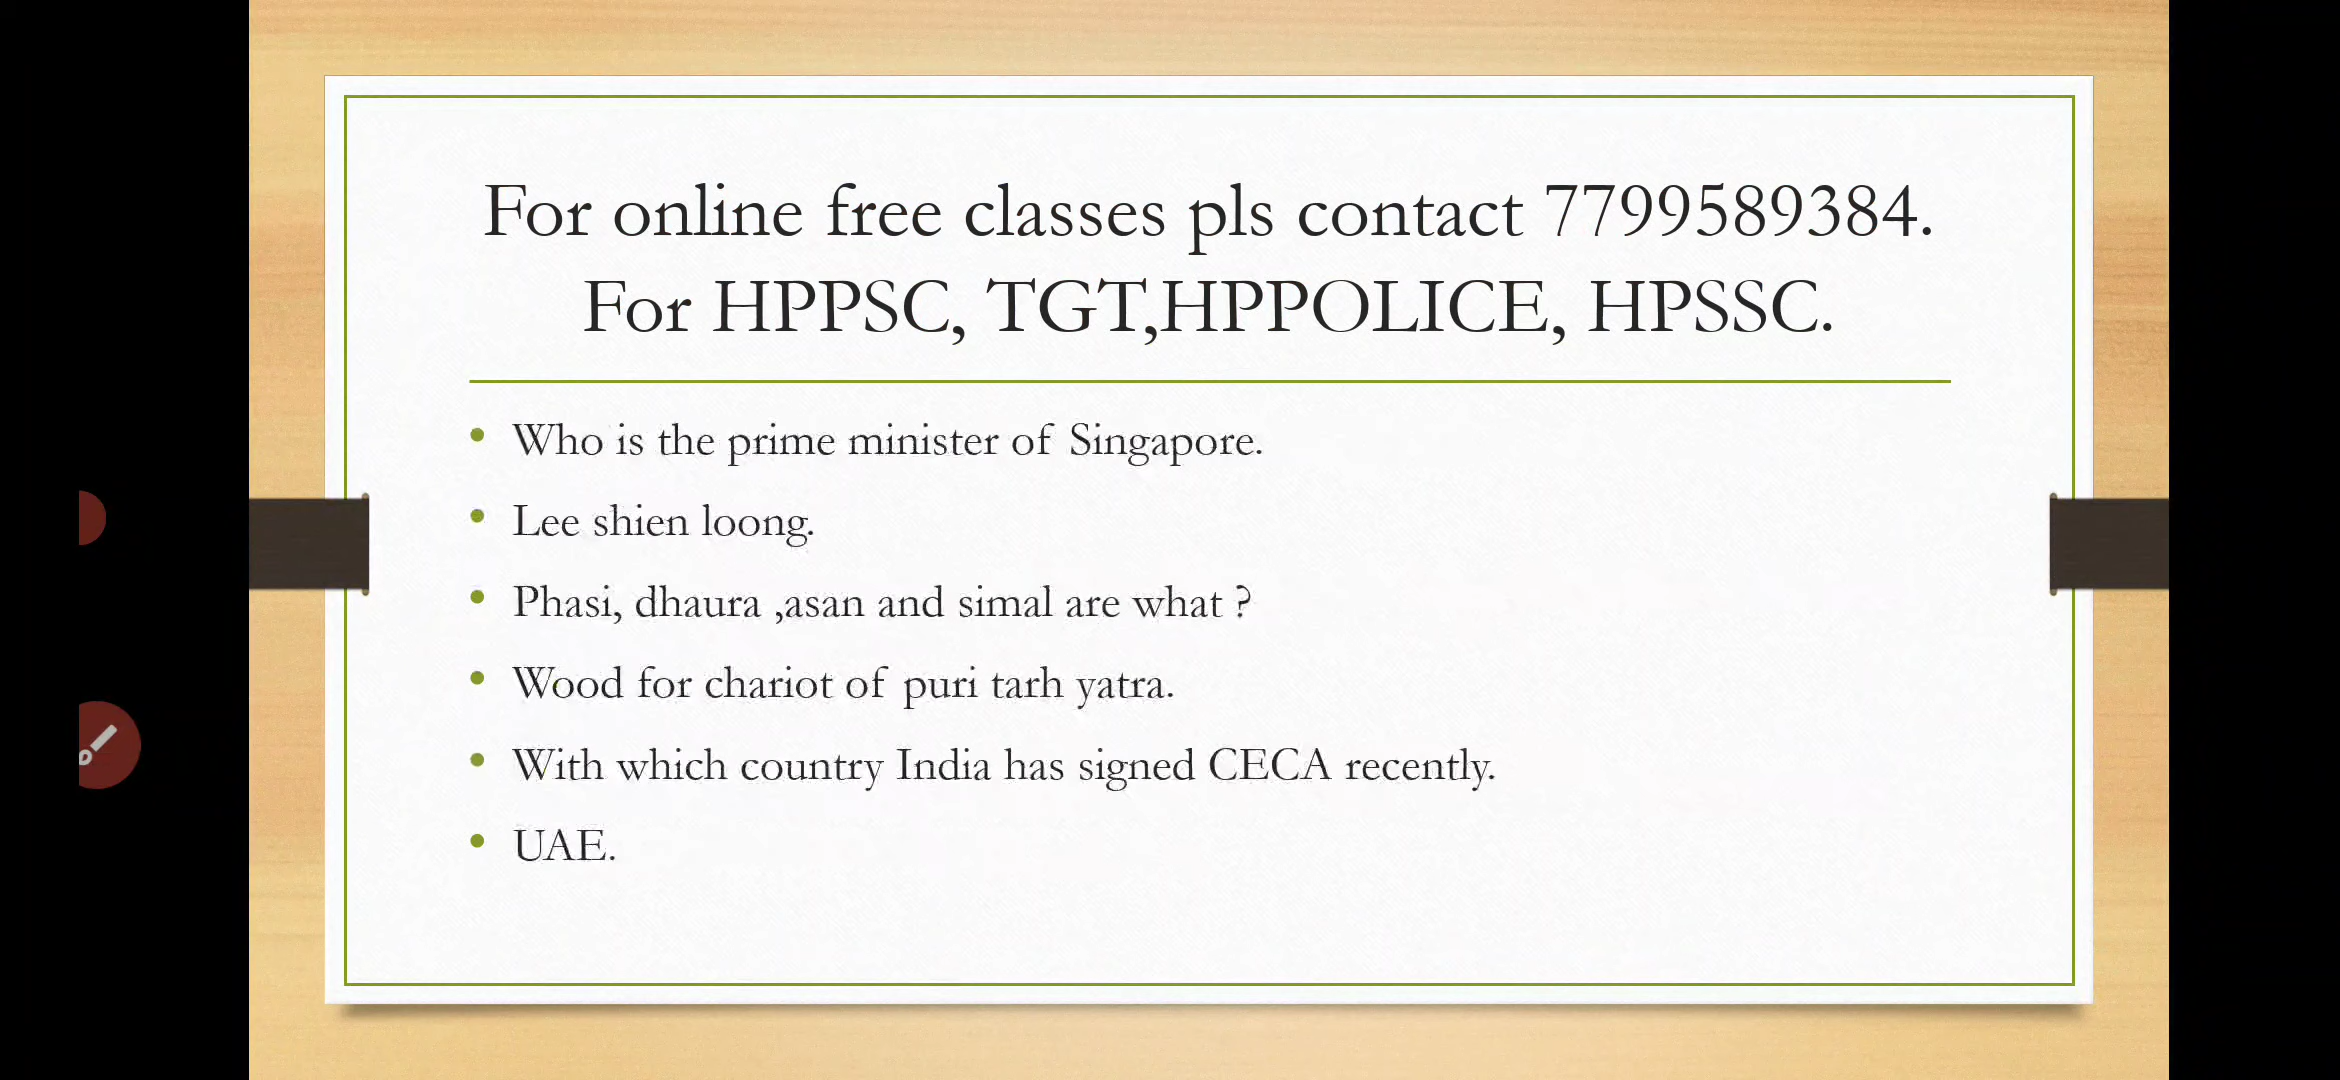 For online free classes pls contact 7799589384.
For HPPSC, TGT,HPPOLICE, HPSSC.
Who is the prime minister of Singapore.
Lee shien loong.
Phasi, dhaura ,asan and simal are what ?
Wood for chariot of puri tarh yatra.
With which country India has signed CECA recently.
UAE.